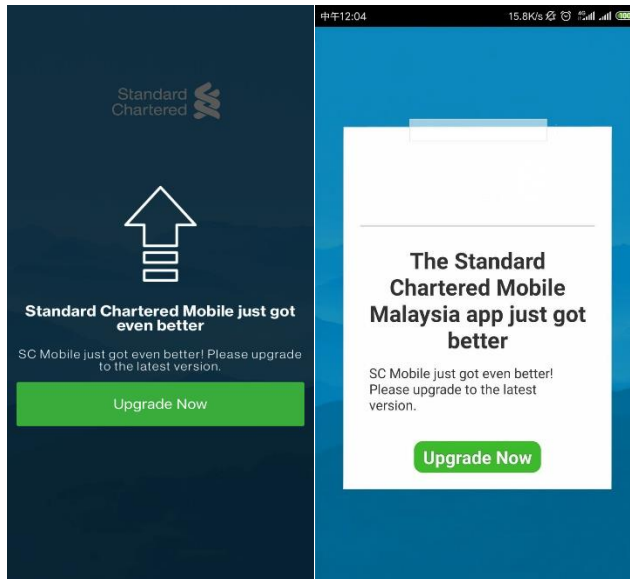 Standard
Chartered
Standard Chartered Mobile just got
even better
SC Mobile just got even better! Please upgrade
to the latest version.
Upgrade Now
中午12:04
15.8K/s
4G
100
The Standard
Chartered Mobile
Malaysia app just got
better
SC Mobile just got even better!
Please upgrade to the latest
version.
Upgrade Now